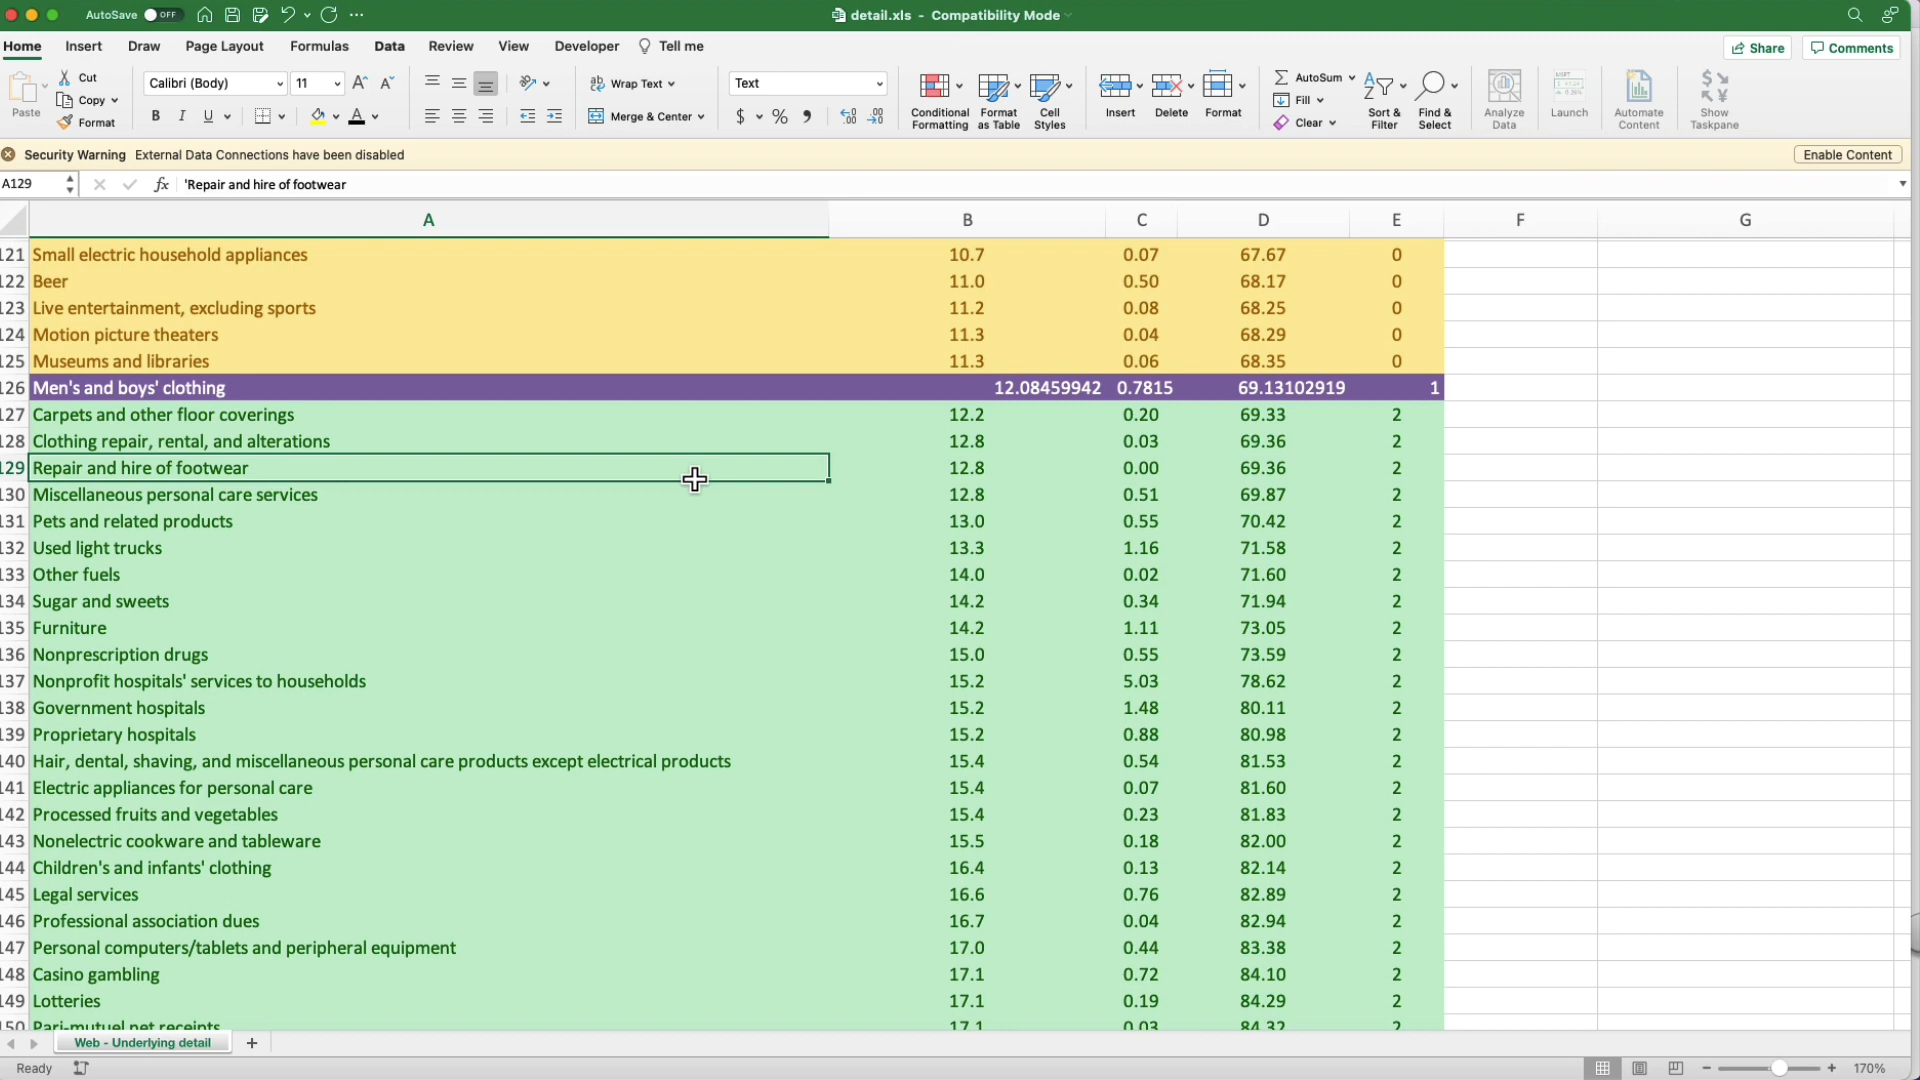 AutoSave OFF detail.xls - Compatibility Mode
Home Insert Draw Page Layout Formulas Data Review View Developer Tell me Share Comments
Paste Cut Copy Format
Calibri (Body) 11 A^ Aˇ
B I U A
Wrap Text
Merge & Center
Text
$ % ,
Conditional Formatting
Format as Table
Cell Styles
Insert Delete Format
AutoSum
Fill
Clear
Sort & Filter
Find & Select
Analyze Data
Launch
Automate Content
Show Taskpane
Security Warning External Data Connections have been disabled Enable Content
A129 fx 'Repair and hire of footwear
A B C D E F G
121 Small electric household appliances 10.7 0.07 67.67 0
122 Beer 11.0 0.50 68.17 0
123 Live entertainment, excluding sports 11.2 0.08 68.25 0
124 Motion picture theaters 11.3 0.04 68.29 0
125 Museums and libraries 11.3 0.06 68.35 0
126 Men's and boys' clothing 12.08459942 0.7815 69.13102919 1
127 Carpets and other floor coverings 12.2 0.20 69.33 2
128 Clothing repair, rental, and alterations 12.8 0.03 69.36 2
129 Repair and hire of footwear 12.8 0.00 69.36 2
130 Miscellaneous personal care services 12.8 0.51 69.87 2
131 Pets and related products 13.0 0.55 70.42 2
132 Used light trucks 13.3 1.16 71.58 2
133 Other fuels 14.0 0.02 71.60 2
134 Sugar and sweets 14.2 0.34 71.94 2
135 Furniture 14.2 1.11 73.05 2
136 Nonprescription drugs 15.0 0.55 73.59 2
137 Nonprofit hospitals' services to households 15.2 5.03 78.62 2
138 Government hospitals 15.2 1.48 80.11 2
139 Proprietary hospitals 15.2 0.88 80.98 2
140 Hair, dental, shaving, and miscellaneous personal care products except electrical products 15.4 0.54 81.53 2
141 Electric appliances for personal care 15.4 0.07 81.60 2
142 Processed fruits and vegetables 15.4 0.23 81.83 2
143 Nonelectric cookware and tableware 15.5 0.18 82.00 2
144 Children's and infants' clothing 16.4 0.13 82.14 2
145 Legal services 16.6 0.76 82.89 2
146 Professional association dues 16.7 0.04 82.94 2
147 Personal computers/tablets and peripheral equipment 17.0 0.44 83.38 2
148 Casino gambling 17.1 0.72 84.10 2
149 Lotteries 17.1 0.19 84.29 2
150 Pari-mutuel net receipts 17.1 0.03 84.32 2
Web - Underlying detail +
Ready 170%